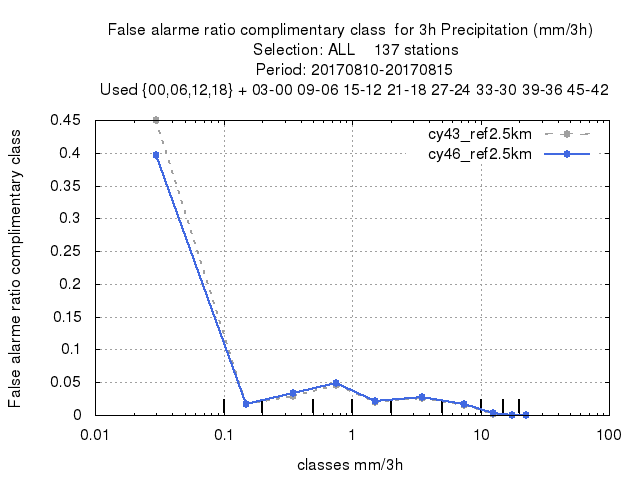 False alarme ratio complimentary class  for 3h Precipitation (mm/3h)
Selection: ALL    137 stations
Period: 20170810-20170815
Used {00,06,12,18} + 03-00 09-06 15-12 21-18 27-24 33-30 39-36 45-42
cy43_ref2.5km
cy46_ref2.5km
False alarme ratio complimentary class
0.45
0.4
0.35
0.3
0.25
0.2
0.15
0.1
0.05
0
0.01 0.1 1 10 100
classes mm/3h